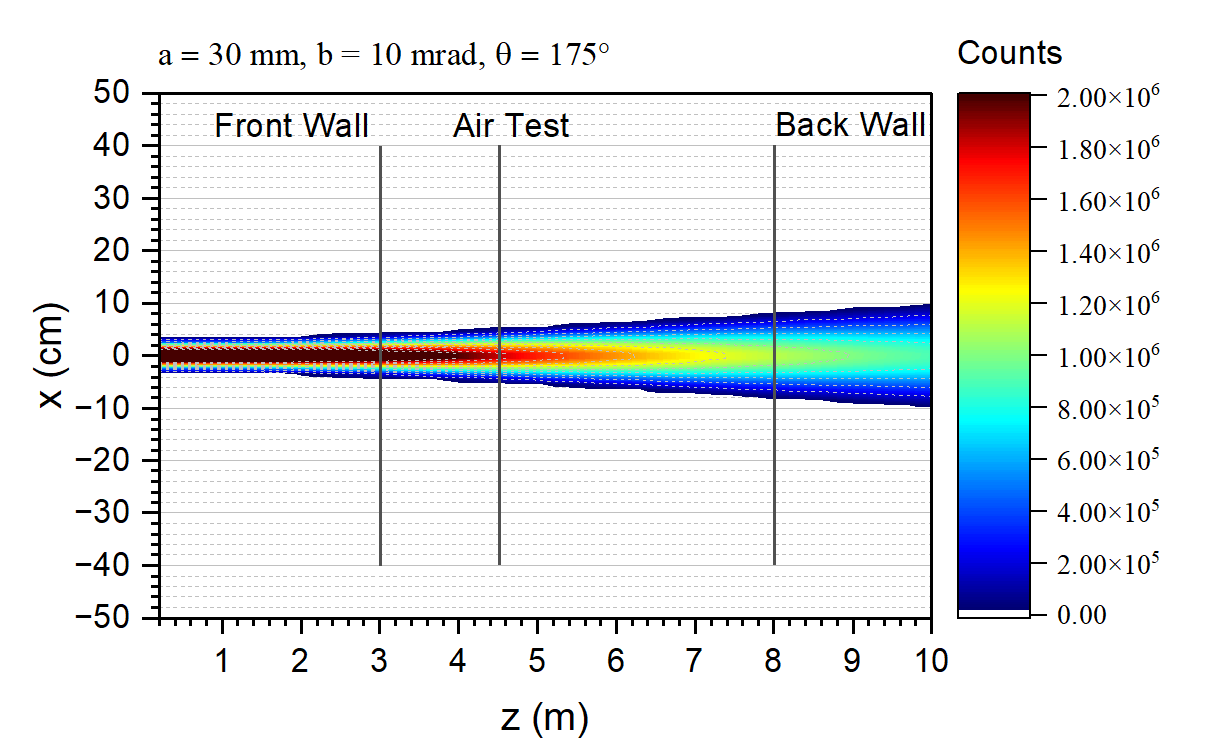 a = 30 mm, b = 10 mrad, θ = 175°
Counts
Front Wall
Air Test
Back Wall
50
40
30
20
10
0
−10
−20
−30
−40
−50
x (cm)
1 2 3 4 5 6 7 8 9 10
z (m)
2.00×10⁶
1.80×10⁶
1.60×10⁶
1.40×10⁶
1.20×10⁶
1.00×10⁶
8.00×10⁵
6.00×10⁵
4.00×10⁵
2.00×10⁵
0.00